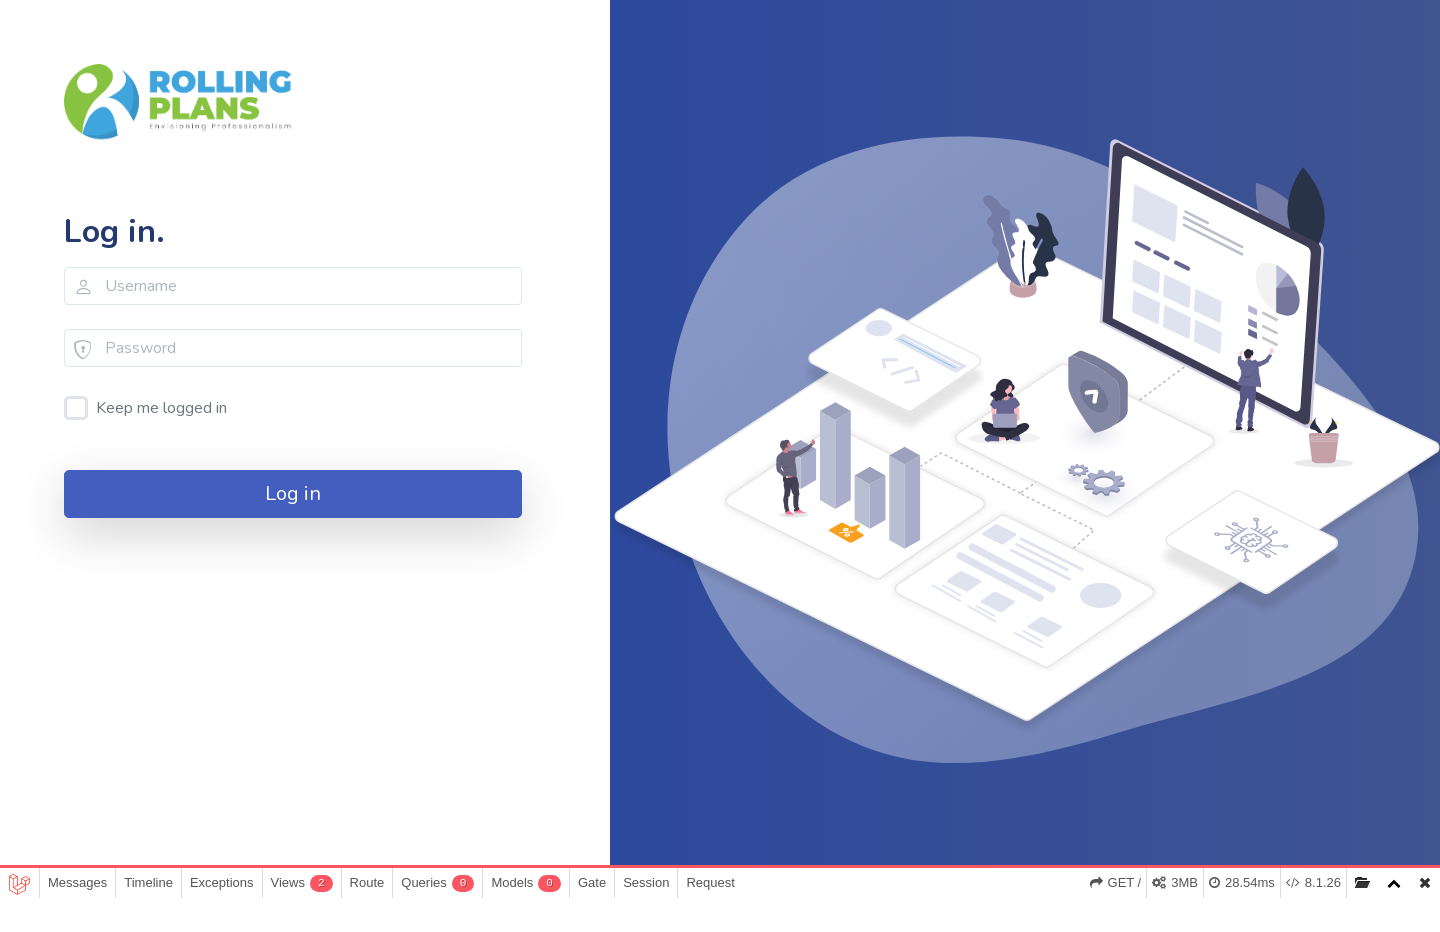 ROLLING
PLANS
Envisioning Professionalism
Log in.
Username
Password
Keep me logged in
Log in
%
</>
Messages Timeline Exceptions Views 2 Route Queries 0 Models 0 Gate Session Request GET / 3MB 28.54ms </> 8.1.26